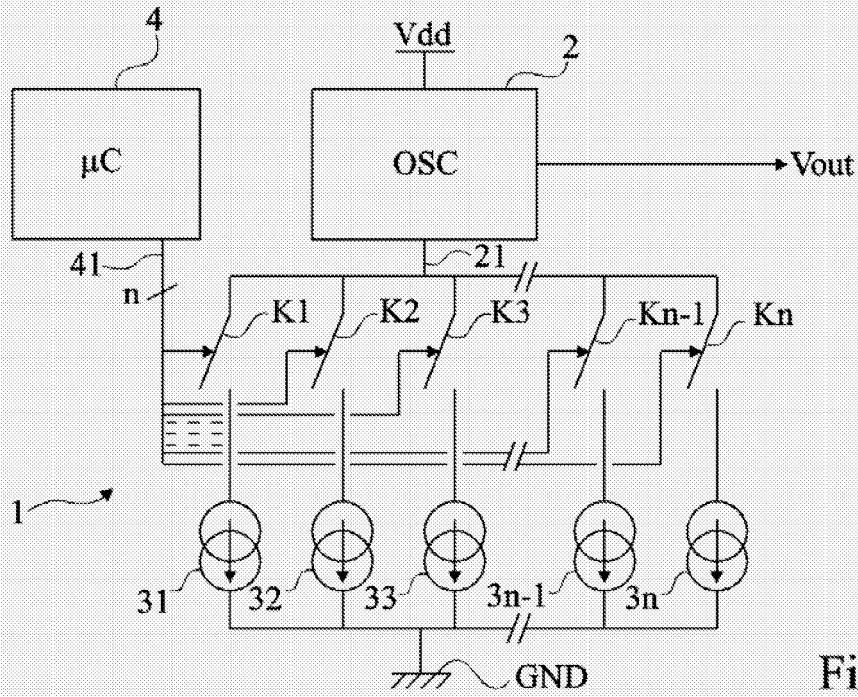 4
Vdd
2
µC
OSC
Vout
41
21
n
K1
K2
K3
Kn-1
Kn
1
31
32
33
3n-1
3n
GND
Fi